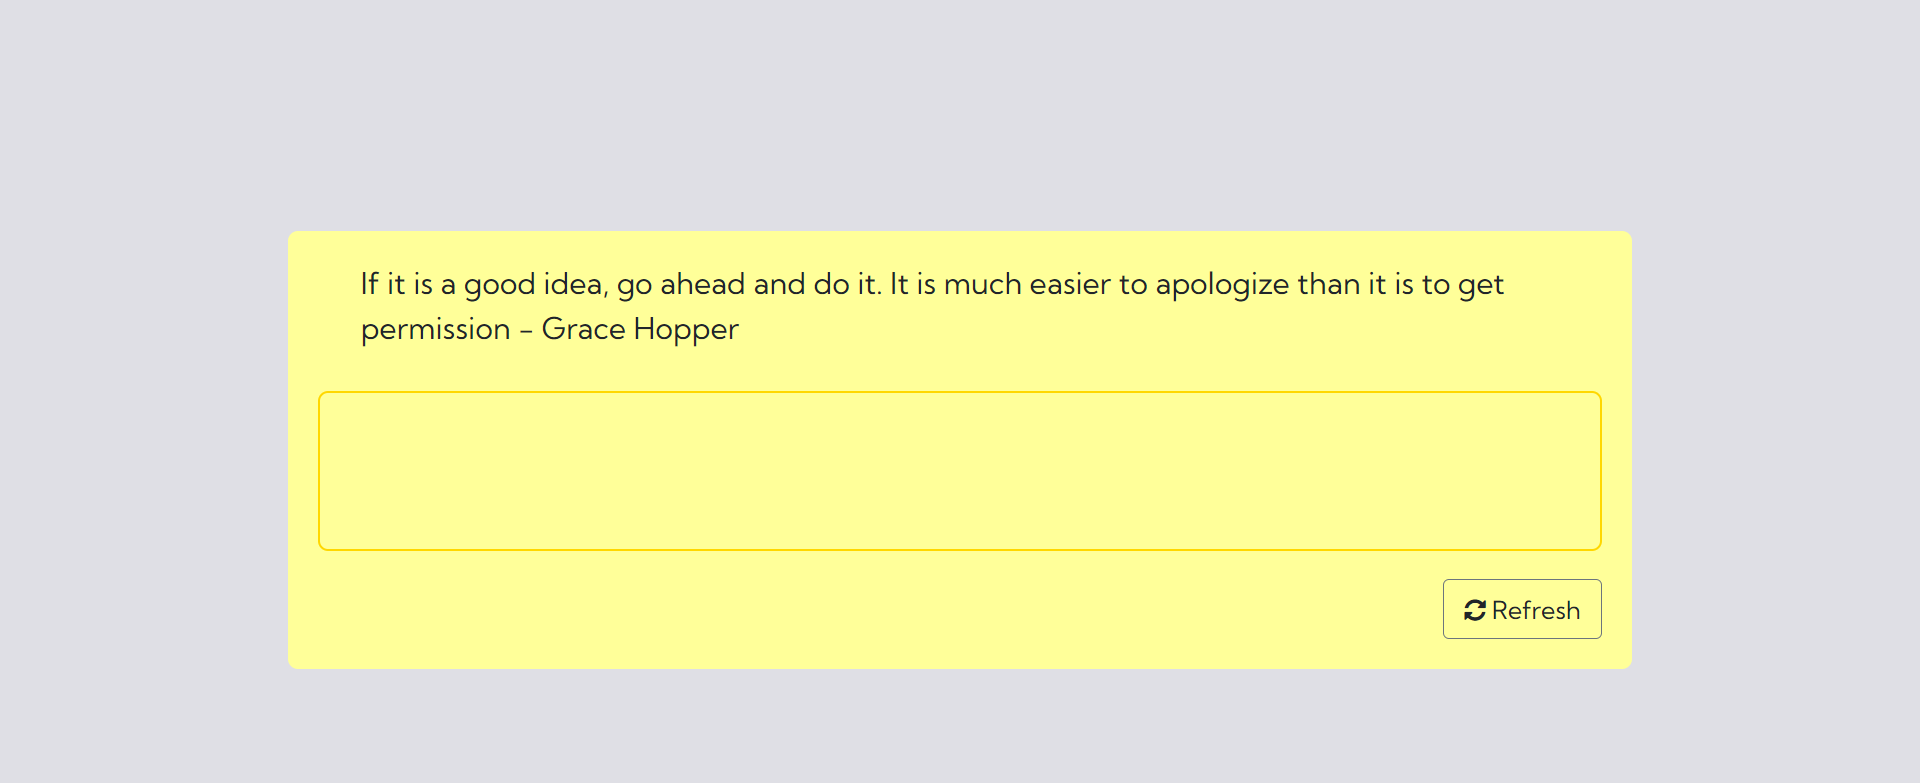 If it is a good idea, go ahead and do it. It is much easier to apologize than it is to get
permission - Grace Hopper
Refresh